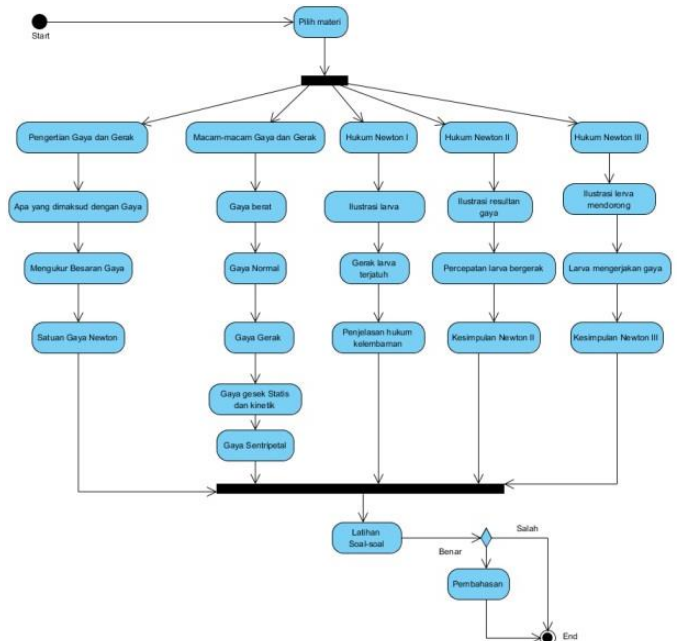 Start
Pilih materi
Pengertian Gaya dan Gerak
Macam-macam Gaya dan Gerak
Hukum Newton I
Hukum Newton II
Hukum Newton III
Apa yang dimaksud dengan Gaya
Gaya berat
Ilustrasi larva
Ilustrasi resultan
gaya
Ilustrasi lerva
mendorong
Mengukur Besaran Gaya
Gaya Normal
Gerak larva
terjatuh
Percepatan larva bergerak
Larva mengerjakan gaya
Satuan Gaya Newton
Gaya Gerak
Penjelasan hukum
kelembaman
Kesimpulan Newton II
Kesimpulan Newton III
Gaya gesek Statis
dan kinetik
Gaya Sentripetal
Latihan
Soal-soal
Salah
Benar
Pembahasan
End